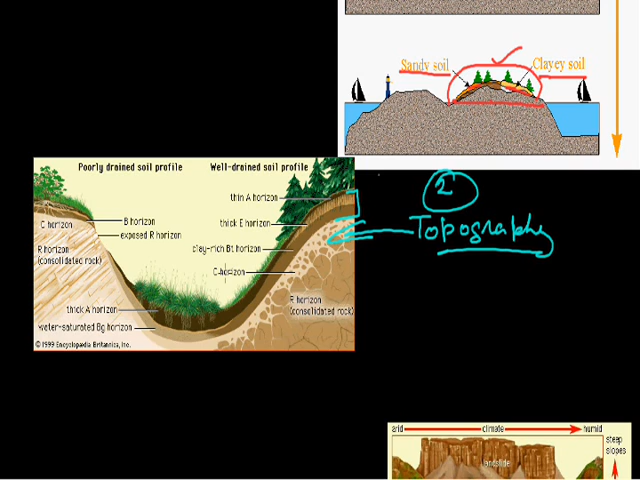 Sandy soil
Clayey soil
Poorly drained soil profile
Well-drained soil profile
thin A horizon
thick E horizon
clay-rich Bt horizon
C horizon
R horizon
(consolidated rock)
C horizon
R horizon
(consolidated rock)
B horizon
exposed R horizon
thick A horizon
water-saturated Bg horizon
© 1999 Encyclopædia Britannica, Inc.
2
Topography
arid
climate
humid
steep
slopes
landslide